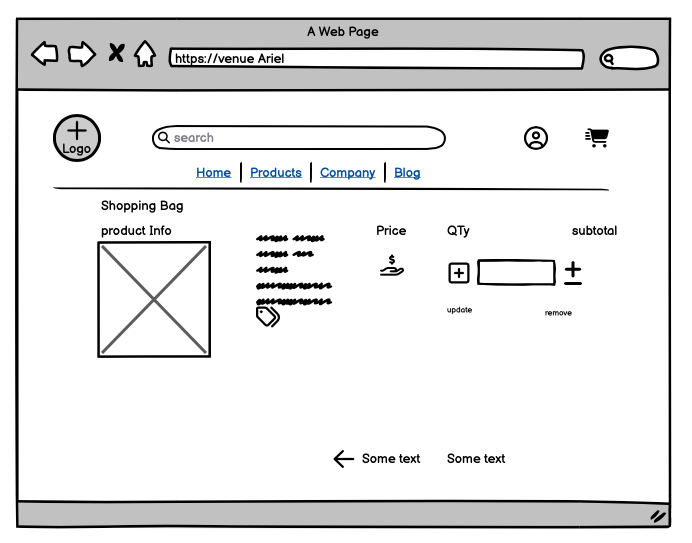 A Web Page
https://venue Ariel
Logo
search
Home Products Company Blog
Shopping Bag
product Info Price QTy subtotal
$
update remove
Some text Some text